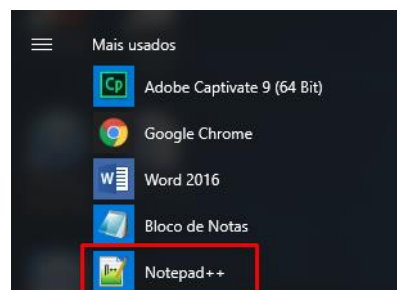 Mais usados
Adobe Captivate 9 (64 Bit)
Google Chrome
Word 2016
Bloco de Notas
Notepad++